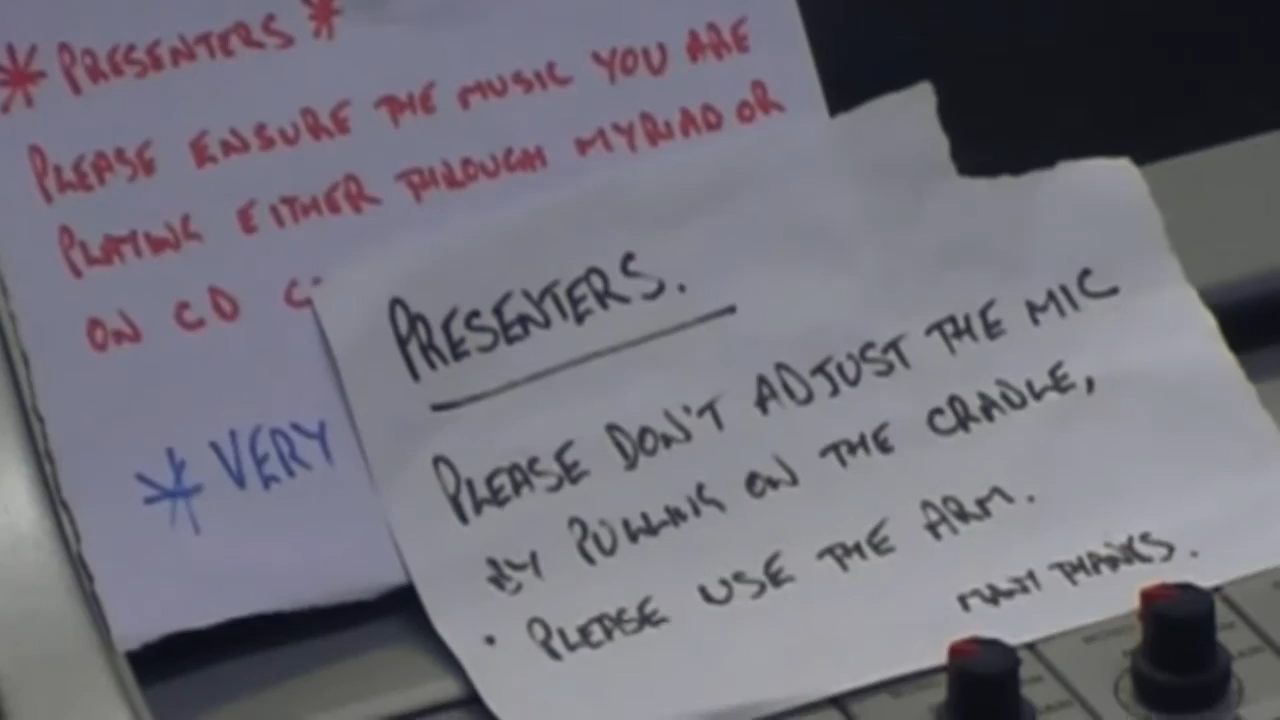 *PRESENTERS*
PLEASE ENSURE THE MUSIC YOU ARE
PLAYING EITHER THROUGH MYRIAD OR
ON CD
*VERY
PRESENTERS.
PLEASE DON'T ADJUST THE MIC
BY PULLING ON THE CRADLE,
• PLEASE USE THE ARM.
MANY THANKS.